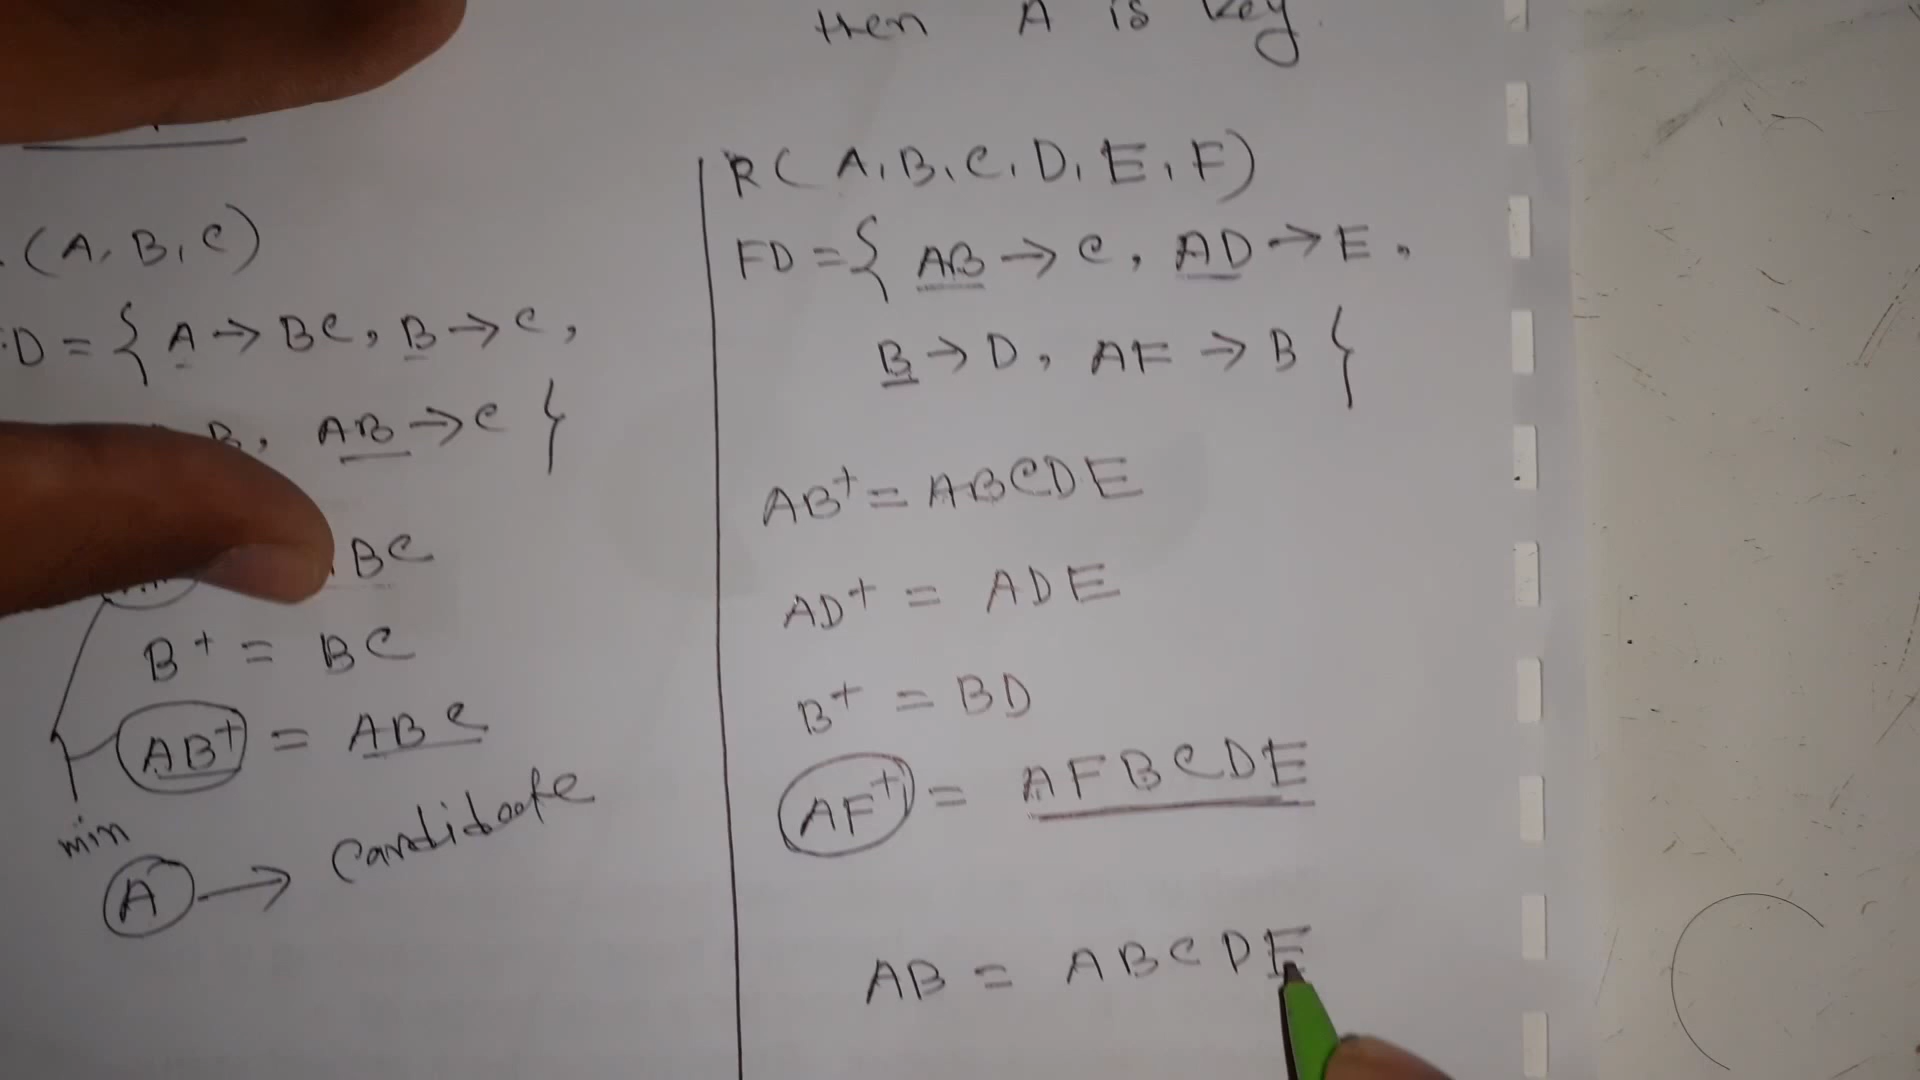 then A is key.
(A, B, C)
D = { A → BC, B → C,
B, AB → C }
BC
B+ = BC
AB+ = ABC
min
A → Candidate
R( A, B, C, D, E, F)
FD = { AB → C, AD → E,
B → D, AF → B }
AB+ = ABCDE
AD+ = ADE
B+ = BD
AF+ = AFBCDE
AB = ABCDE